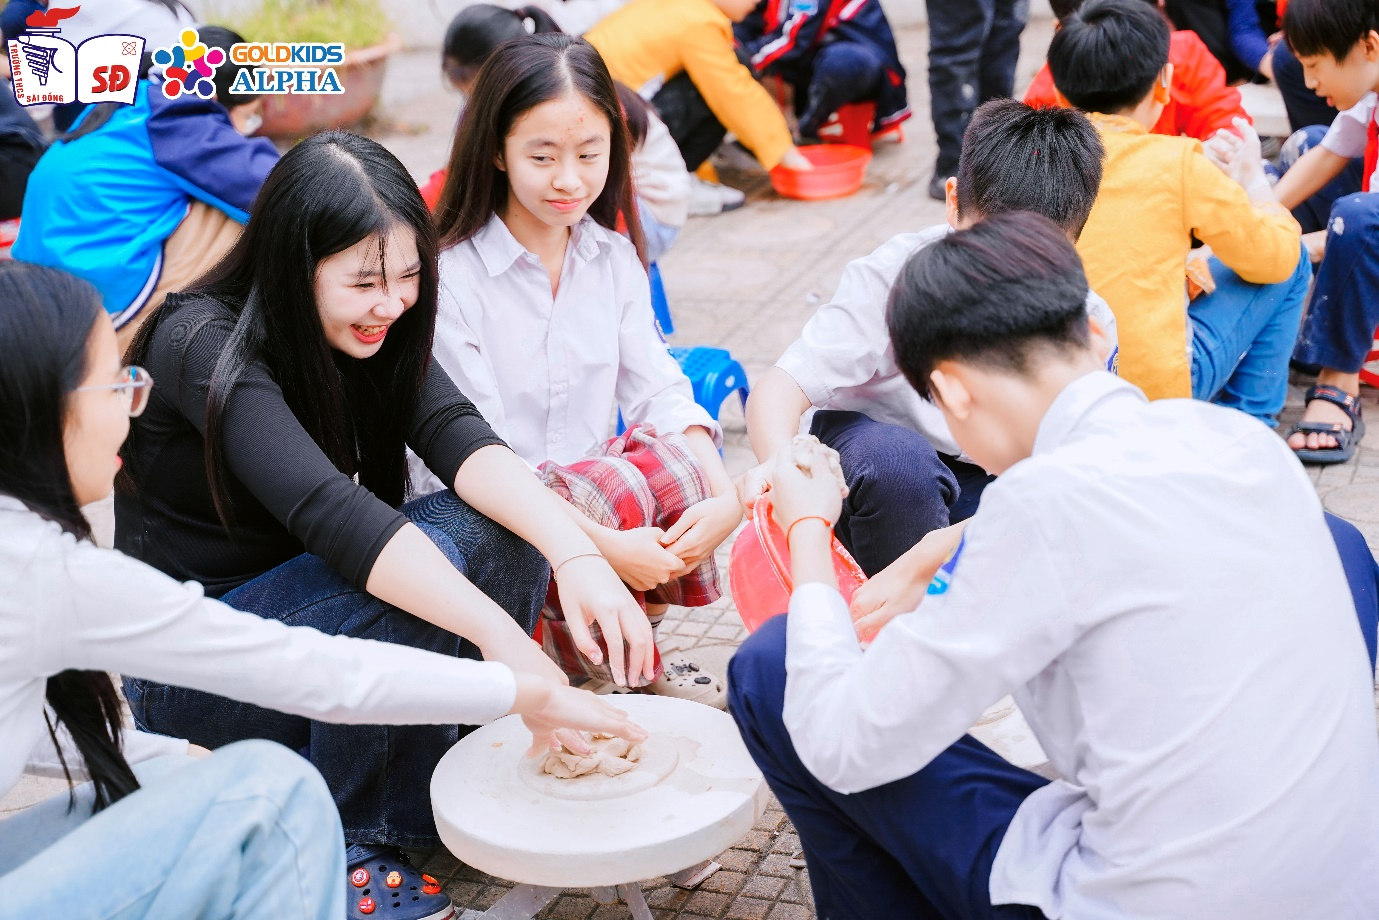 TRƯỜNG THCS
SÀI ĐỒNG
SĐ
GOLDKIDS
ALPHA